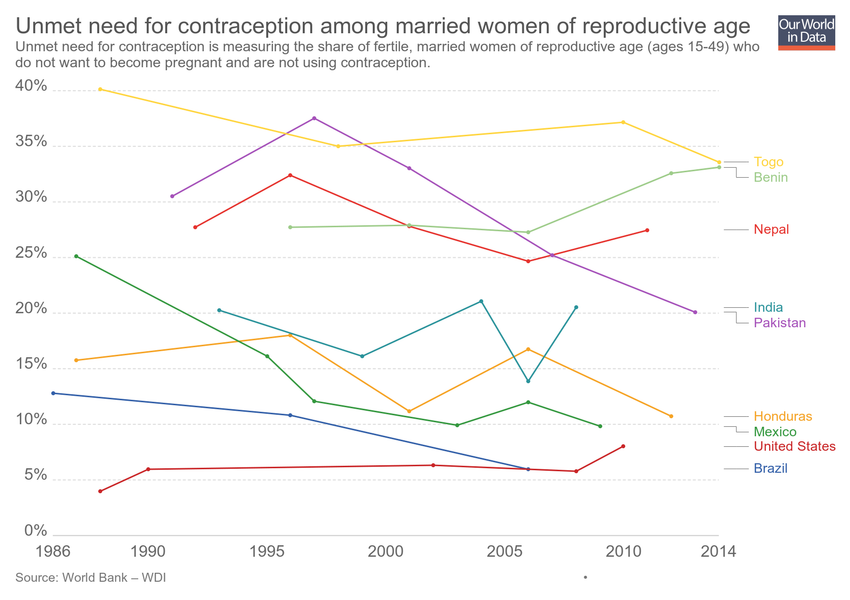 Unmet need for contraception among married women of reproductive age
Our World
in Data
Unmet need for contraception is measuring the share of fertile, married women of reproductive age (ages 15-49) who
do not want to become pregnant and are not using contraception.
40%
35%
30%
25%
20%
15%
10%
5%
0%
Togo
Benin
Nepal
India
Pakistan
Honduras
Mexico
United States
Brazil
1986
1990
1995
2000
2005
2010
2014
Source: World Bank – WDI